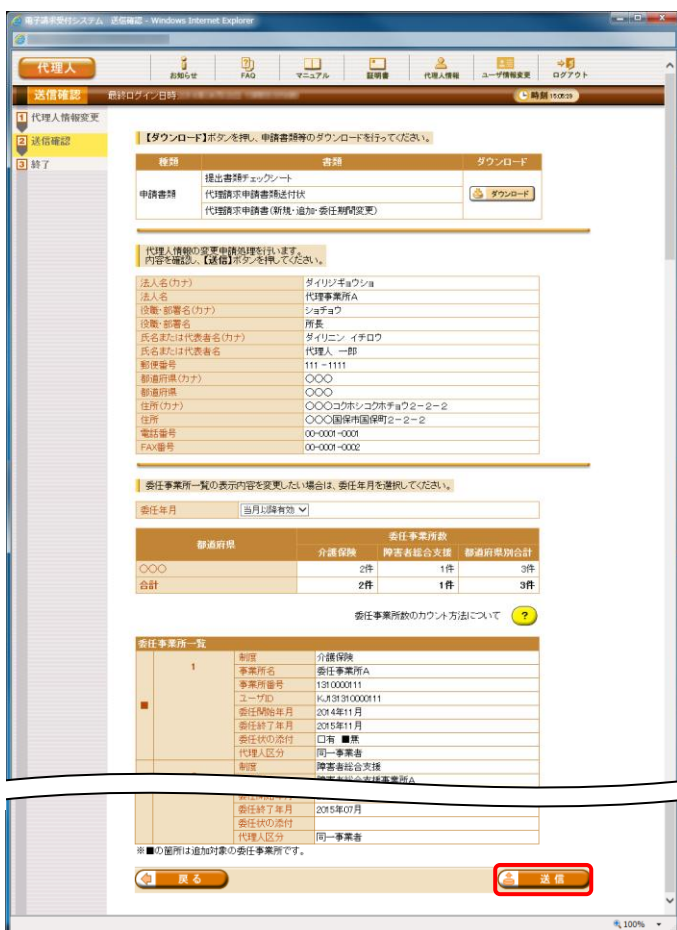 電子請求受付システム 送信確認 - Windows Internet Explorer
代理人
お知らせ FAQ マニュアル 証明書 代理人情報 ユーザ情報変更 ログアウト
送信確認 最終ログイン日時 時刻 15:05:29
1 代理人情報変更
2 送信確認
3 終了
【ダウンロード】ボタンを押し、申請書類等のダウンロードを行ってください。
種類 書類 ダウンロード
提出書類チェックシート
申請書類 代理請求申請書類送付状 ダウンロード
代理請求申請書(新規・追加・委任期間変更)
代理人情報の変更申請処理を行います。
内容を確認し、【送信】ボタンを押してください。
法人名(カナ) ダイリジギョウショ
法人名 代理事業所A
役職・部署名(カナ) ショチョウ
役職・部署名 所長
氏名または代表者名(カナ) ダイリニン イチロウ
氏名または代表者名 代理人 一郎
郵便番号 111 -1111
都道府県(カナ) 〇〇〇
都道府県 〇〇〇
住所(カナ) 〇〇〇コクホシコクホチョウ2-2-2
住所 〇〇〇国保市国保町2-2-2
電話番号 00-0001-0001
FAX番号 00-0001-0002
委任事業所一覧の表示内容を変更したい場合は、委任年月を選択してください。
委任年月 当月以降有効
都道府県 委任事業所数
介護保険 障害者総合支援 都道府県別合計
〇〇〇 2件 1件 3件
合計 2件 1件 3件
委任事業所数のカウント方法について ?
委任事業所一覧
■ 1 制度 介護保険
事業所名 委任事業所A
事業所番号 1310000111
ユーザID KJ131310000111
委任開始年月 2014年11月
委任終了年月 2015年11月
委任状の添付 □有 ■無
代理人区分 同一事業者
制度 障害者総合支援
障害者総合支援事業所A
委任終了年月 2015年07月
委任状の添付
代理人区分 同一事業者
※■の箇所は追加対象の委任事業所です。
戻る 送信
100%